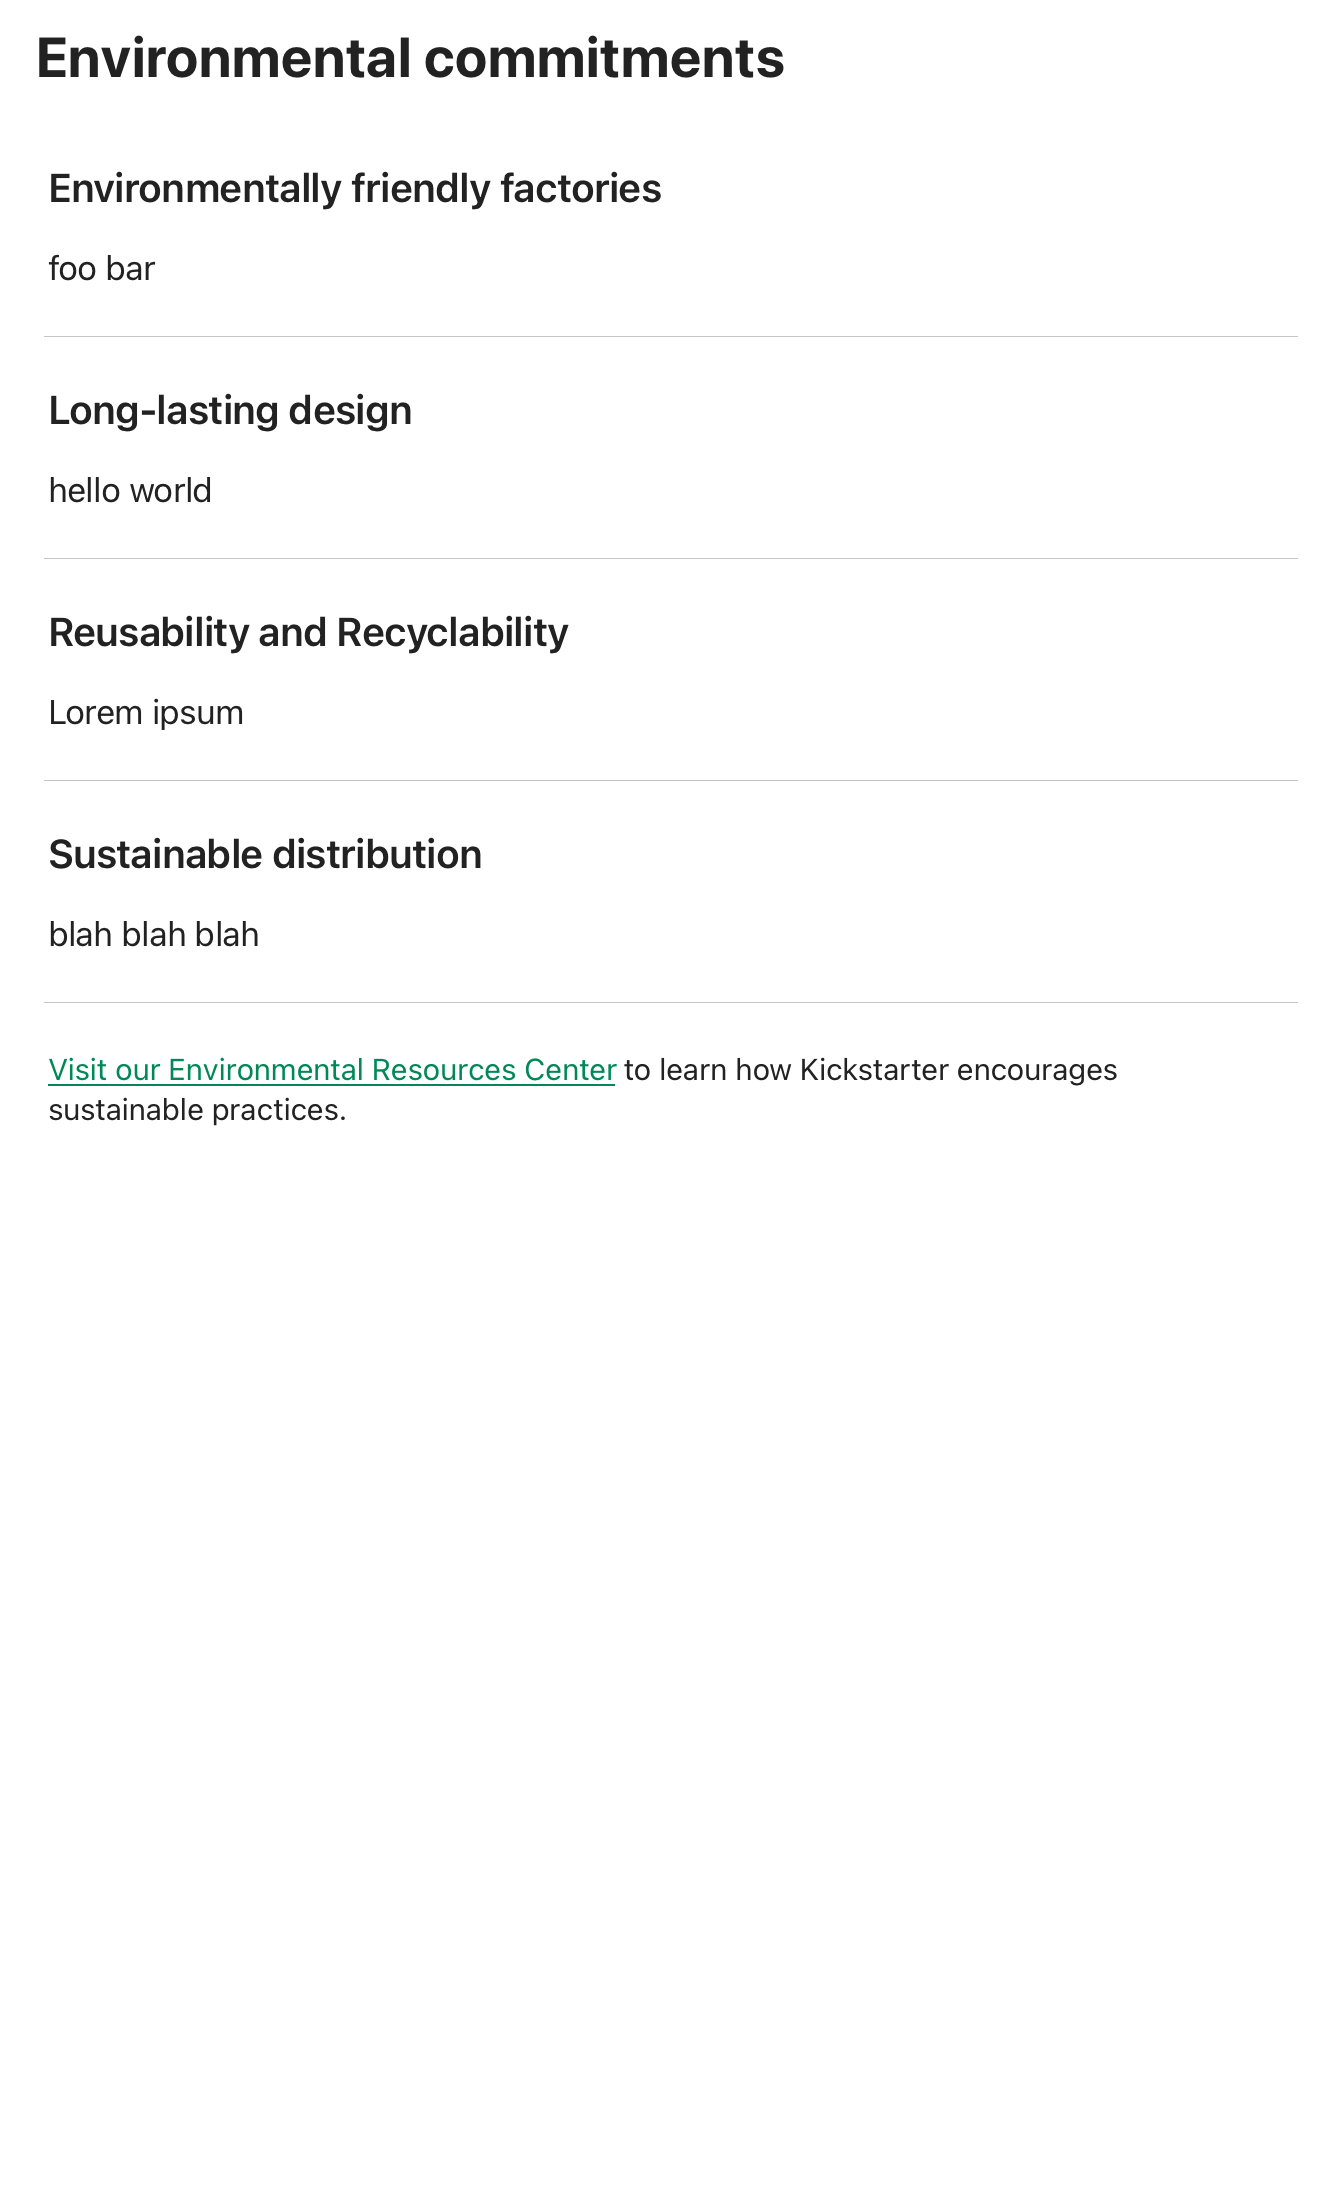 Environmental commitments
Environmentally friendly factories
foo bar
Long-lasting design
hello world
Reusability and Recyclability
Lorem ipsum
Sustainable distribution
blah blah blah
Visit our Environmental Resources Center to learn how Kickstarter encourages
sustainable practices.